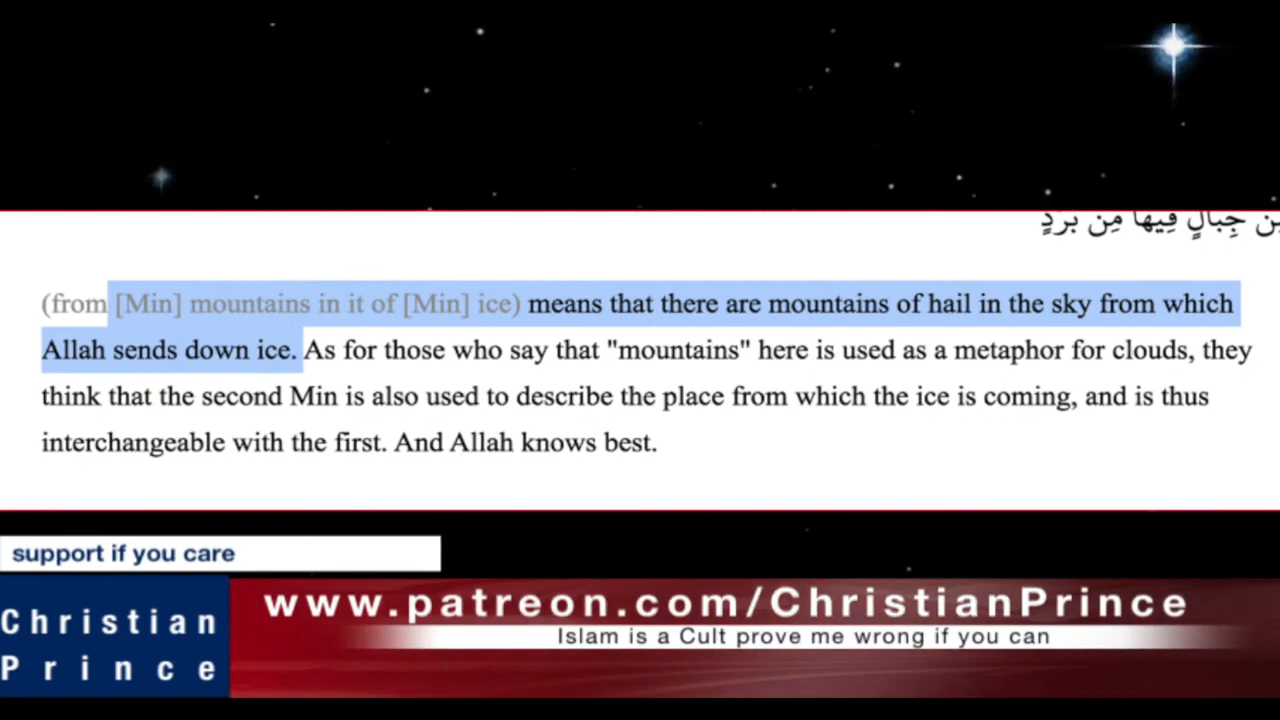 جِبَالٍ فِيهَا مِن بَرَدٍ
(from [Min] mountains in it of [Min] ice) means that there are mountains of hail in the sky from which
Allah sends down ice. As for those who say that "mountains" here is used as a metaphor for clouds, they
think that the second Min is also used to describe the place from which the ice is coming, and is thus
interchangeable with the first. And Allah knows best.
support if you care
Christian
Prince
www.patreon.com/ChristianPrince
Islam is a Cult prove me wrong if you can